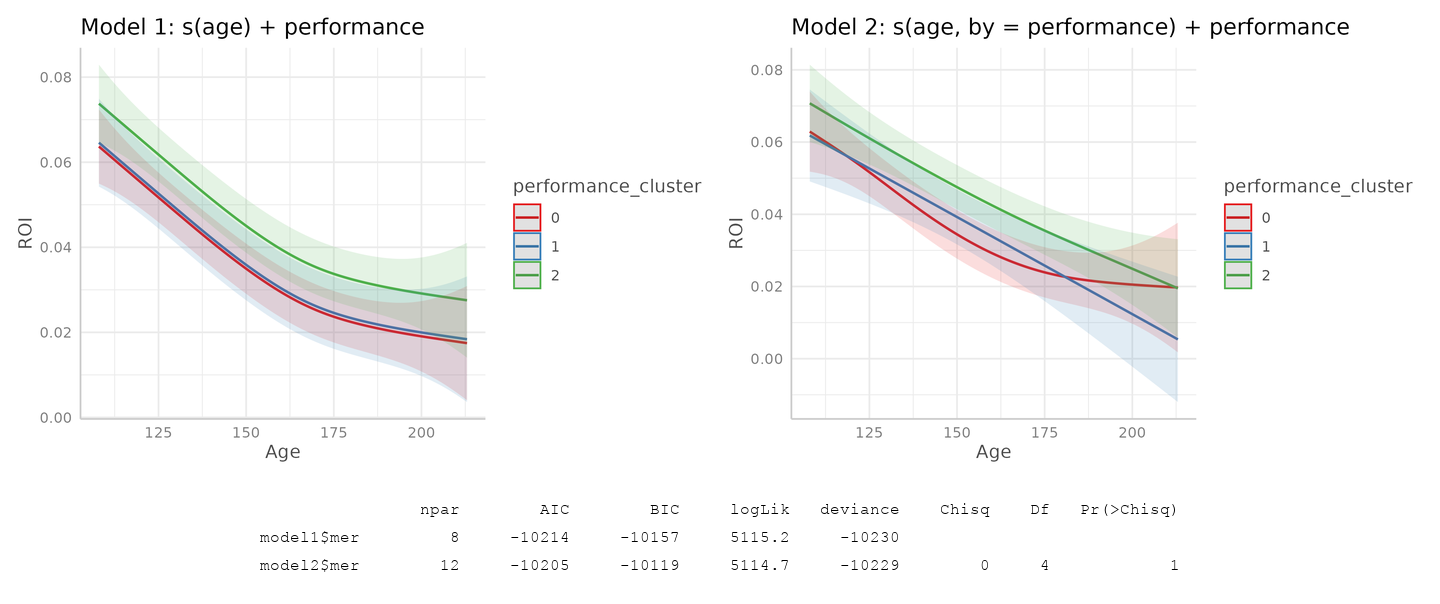 Model 1: s(age) + performance
0.08
0.06
0.04
0.02
0.00
ROI
125 150 175 200
Age
performance_cluster
0
1
2
Model 2: s(age, by = performance) + performance
0.08
0.06
0.04
0.02
0.00
ROI
125 150 175 200
Age
performance_cluster
0
1
2
npar AIC BIC logLik deviance Chisq Df Pr(>Chisq)
model1$mer 8 -10214 -10157 5115.2 -10230
model2$mer 12 -10205 -10119 5114.7 -10229 0 4 1